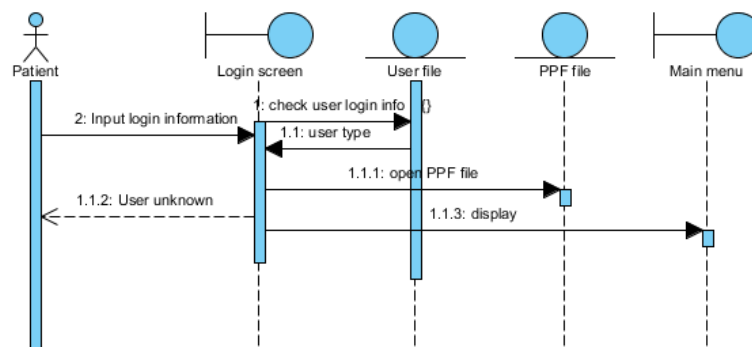 Patient
Login screen
User file
PPF file
Main menu
1: check user login info {}
2: Input login information
1.1: user type
1.1.1: open PPF file
1.1.2: User unknown
1.1.3: display